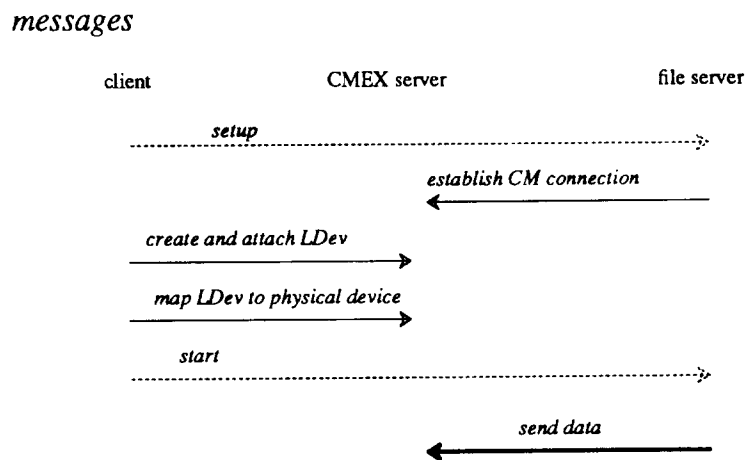 messages
client CMEX server file server
setup
establish CM connection
create and attach LDev
map LDev to physical device
start
send data